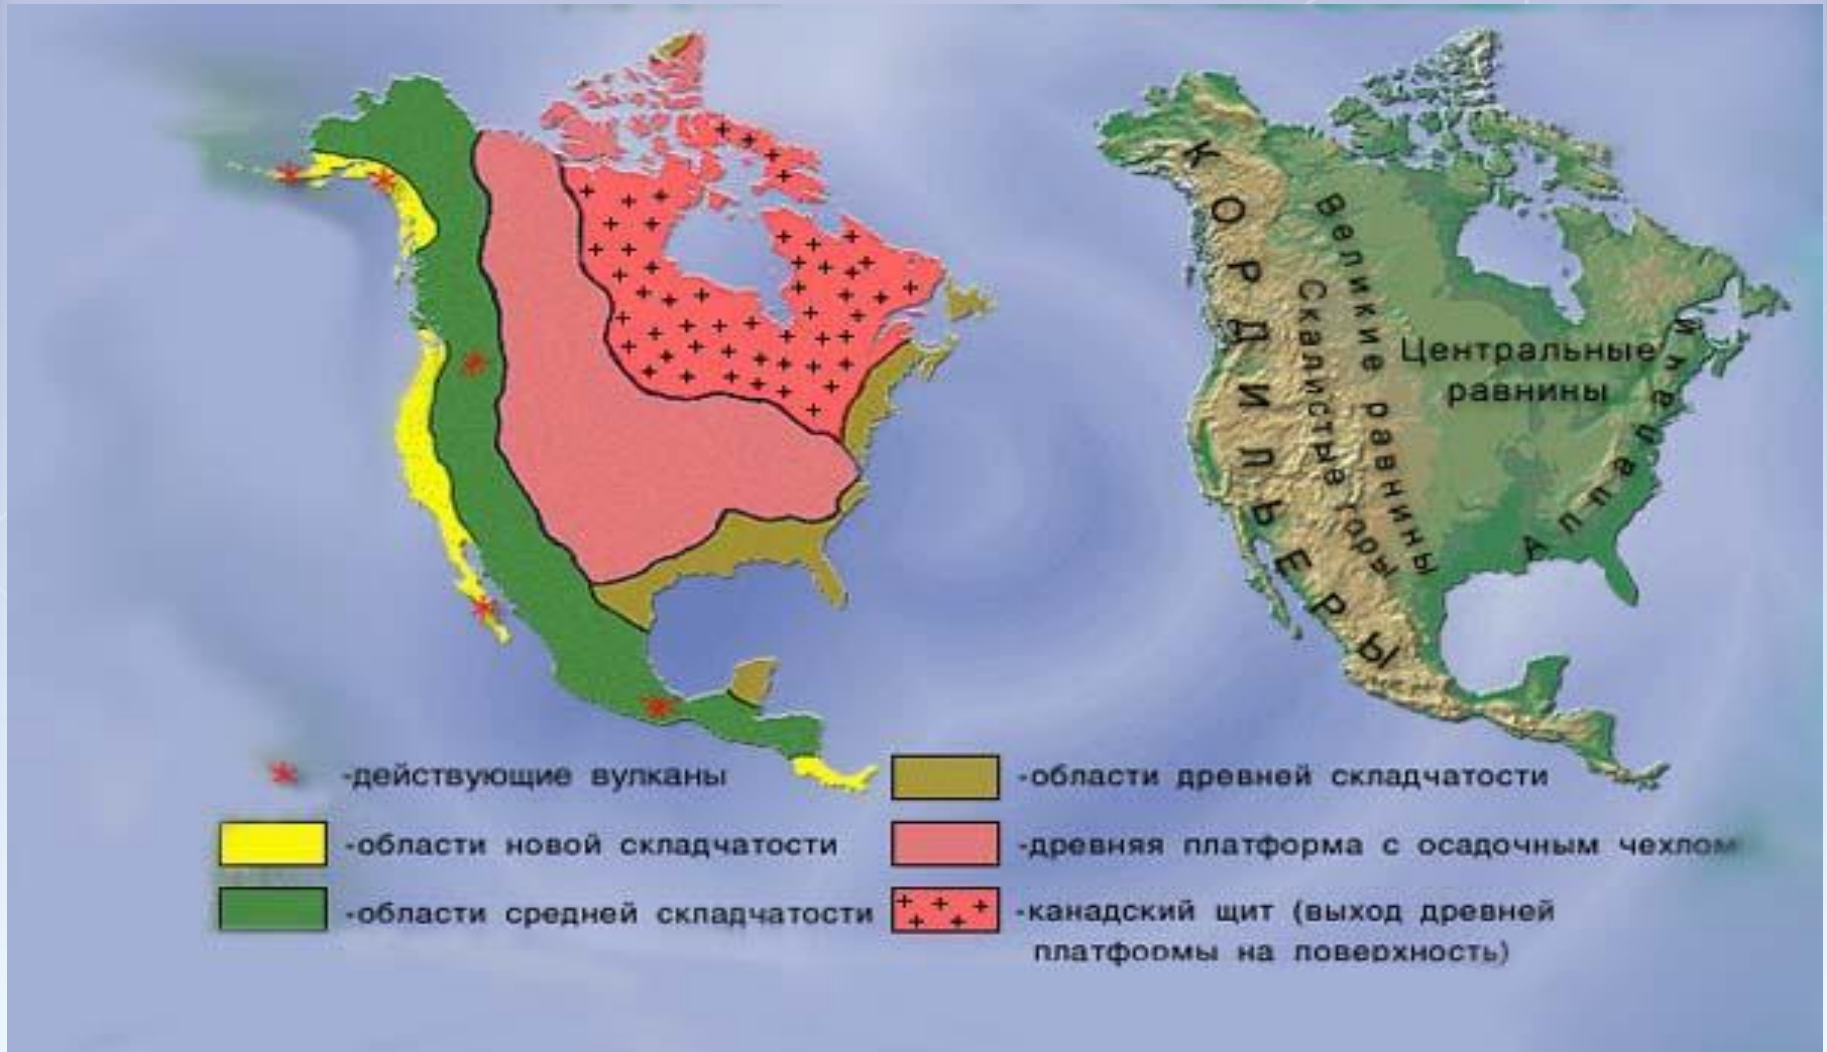 КОРДИЛЬЕРЫ
Скалистые горы
Великие равнины
Центральные
равнины
Аппалачи
-действующие вулканы
-области новой складчатости
-области средней складчатости
-области древней складчатости
-древняя платформа с осадочным чехлом
-канадский щит (выход древней
платформы на поверхность)